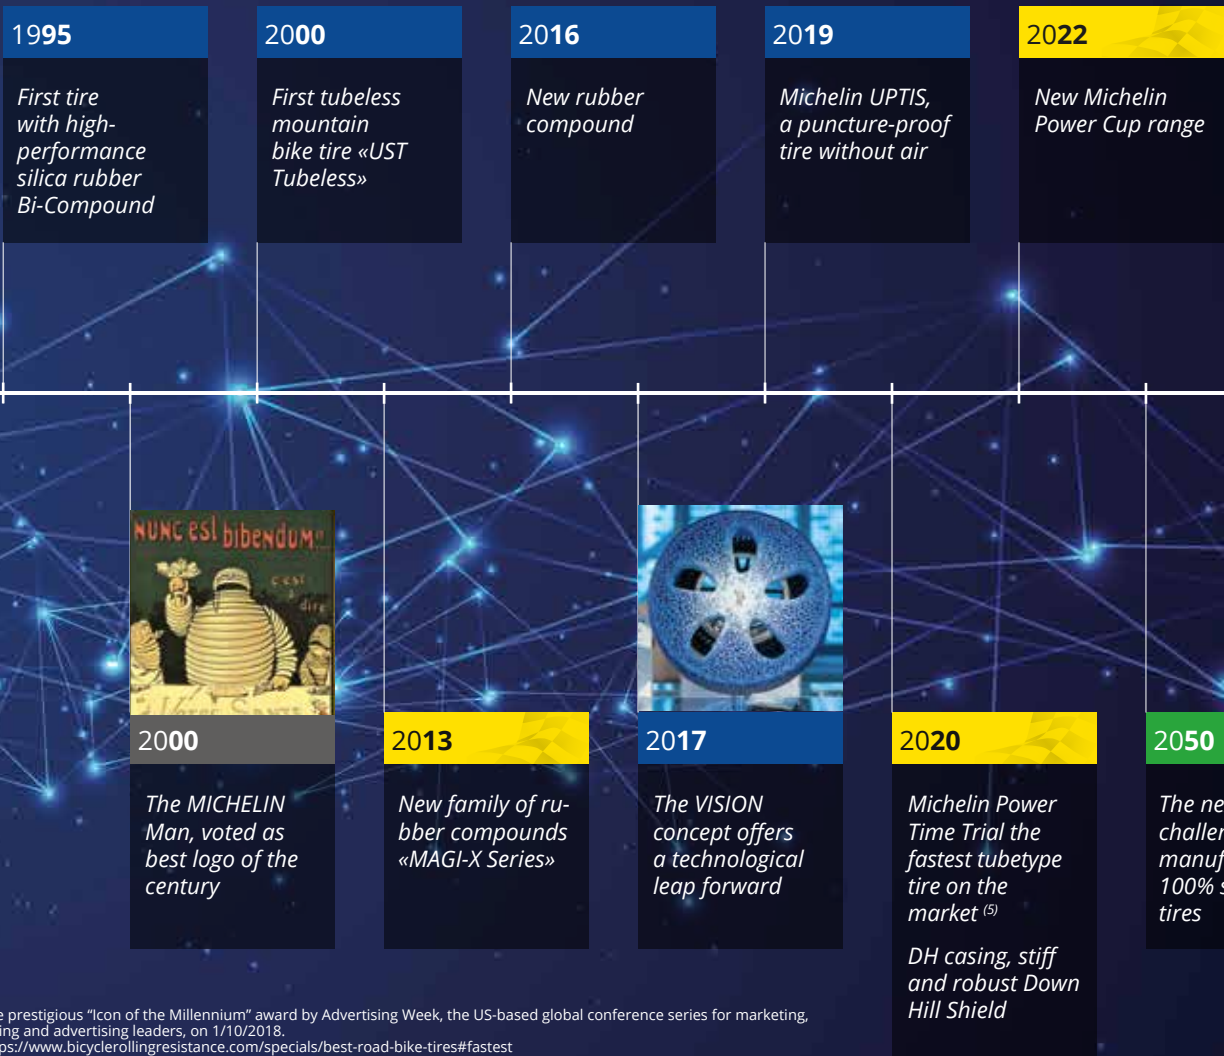 1995
First tire
with high-
performance
silica rubber
Bi-Compound
2000
First tubeless
mountain
bike tire «UST
Tubeless»
2016
New rubber
compound
2019
Michelin UPTIS,
a puncture-proof
tire without air
2022
New Michelin
Power Cup range
NUNC est bibendum
c'est
à
dire
2000
The MICHELIN
Man, voted as
best logo of the
century
2013
New family of ru-
bber compounds
«MAGI-X Series»
2017
The VISION
concept offers
a technological
leap forward
2020
Michelin Power
Time Trial the
fastest tubetype
tire on the
market (5)
DH casing, stiff
and robust Down
Hill Shield
2050
The
100%
tires
prestigious “Icon of the Millennium” award by Advertising Week, the US-based global conference series for marketing,
and advertising leaders, on 1/10/2018.
ps://www.bicyclerollingresistance.com/specials/best-road-bike-tires#fastest